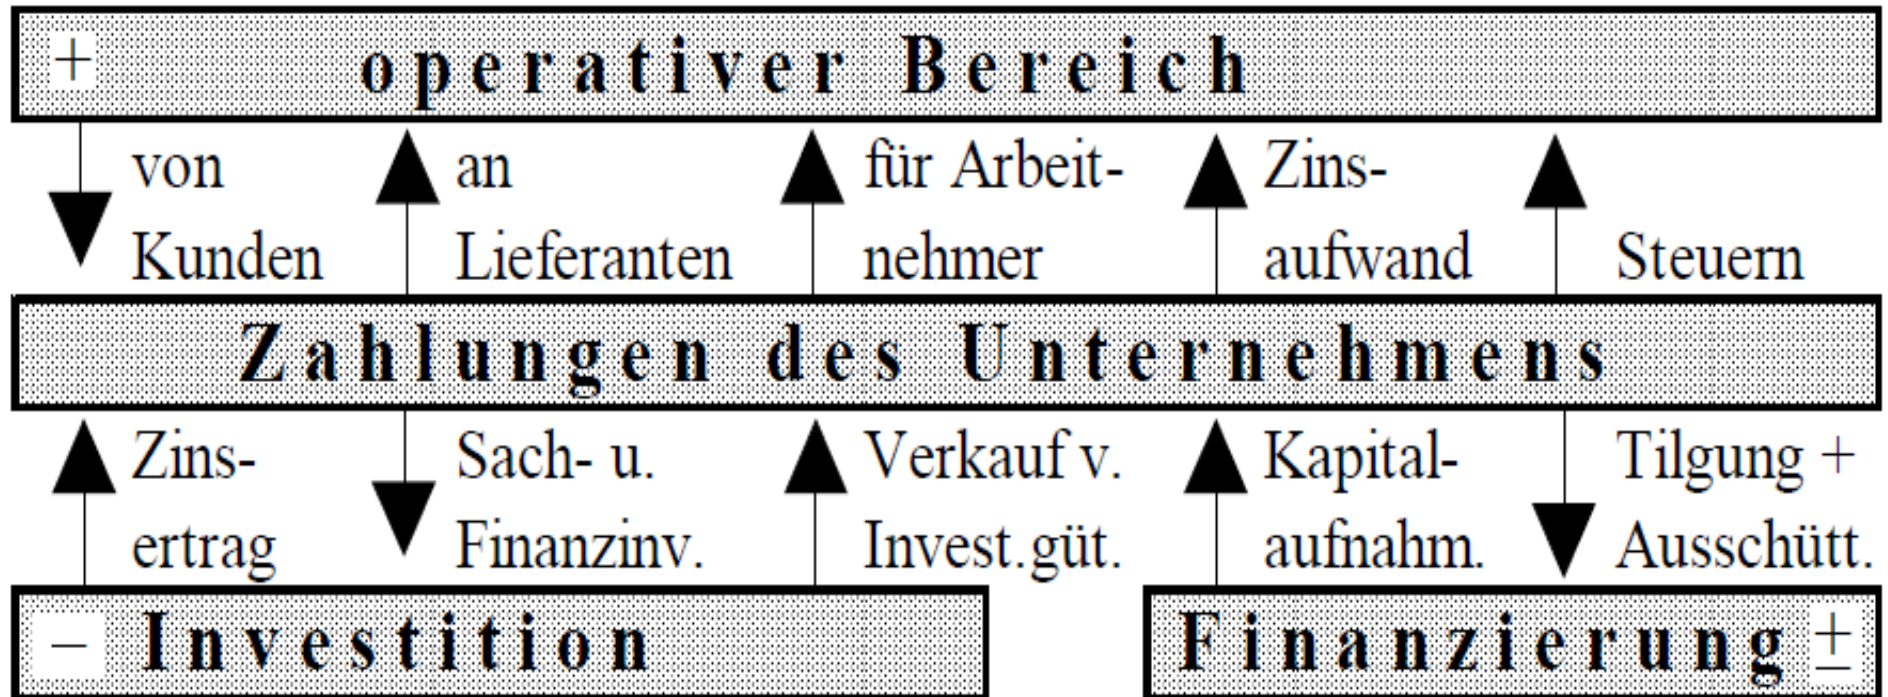 + operativer Bereich
von an für Arbeit- Zins-
Kunden Lieferanten nehmer aufwand Steuern
Zahlungen des Unternehmens
Zins- Sach- u. Verkauf v. Kapital- Tilgung +
ertrag Finanzinv. Invest.güt. aufnahm. Ausschütt.
– Investition Finanzierung ±